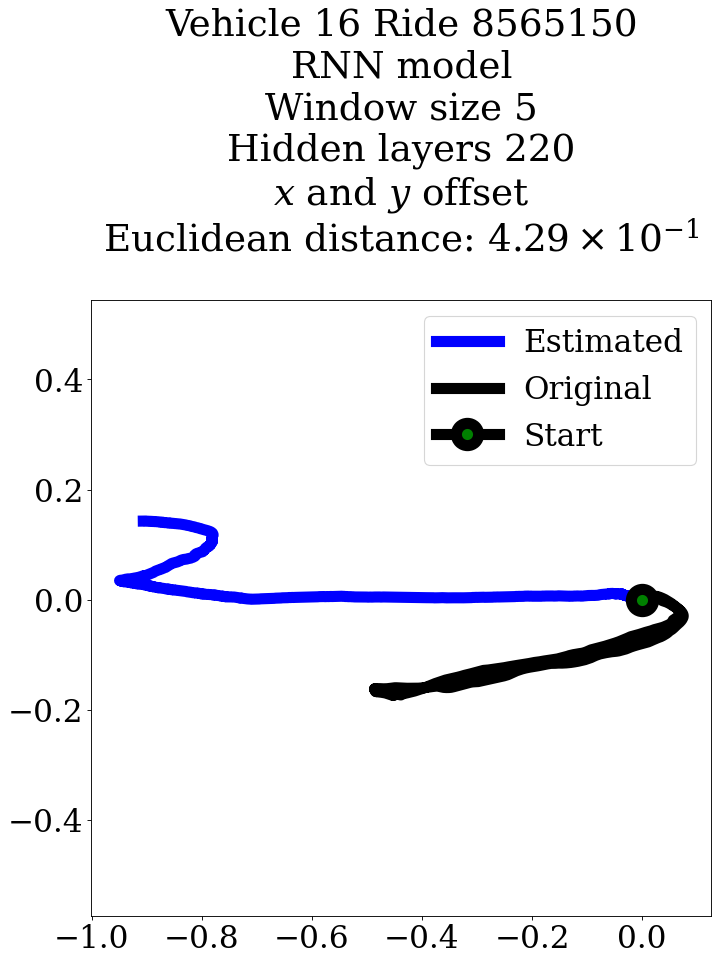 Vehicle 16 Ride 8565150
RNN model
Window size 5
Hidden layers 220
x and y offset
Euclidean distance: 4.29 × 10⁻¹
Estimated
Original
Start
0.4
0.2
0.0
−0.2
−0.4
−1.0 −0.8 −0.6 −0.4 −0.2 0.0